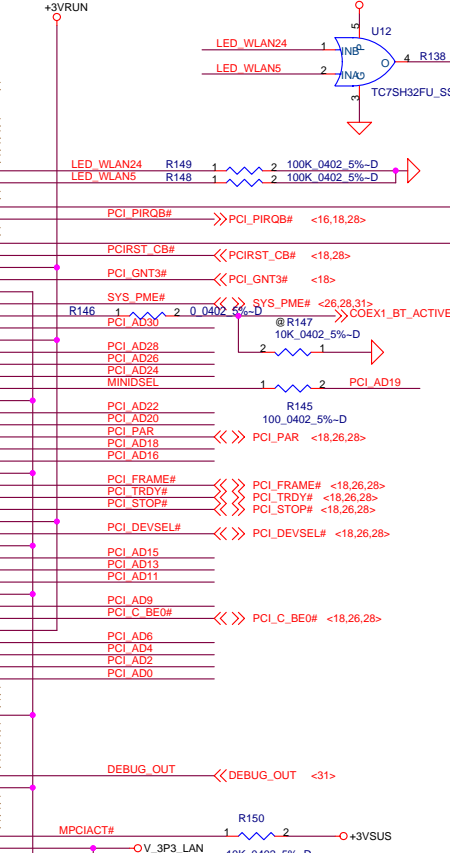 +3VRUN
U12
5
LED_WLAN24 1 INB P
O 4 R138
LED_WLAN5 2 INA G
3 TC7SH32FU_SS
LED_WLAN24 R149 1 2 100K_0402_5%~D
LED_WLAN5 R148 1 2 100K_0402_5%~D
PCI_PIRQB# PCI_PIRQB# <16,18,28>
PCIRST_CB# PCIRST_CB# <18,28>
PCI_GNT3# PCI_GNT3# <18>
SYS_PME# SYS_PME# <26,28,31>
R146 1 2 0_0402_5%~D COEX1_BT_ACTIVE
PCI_AD30 @R147
10K_0402_5%~D
PCI_AD28 2 1
PCI_AD26
PCI_AD24
MINIDSEL 1 2 PCI_AD19
R145
PCI_AD22
PCI_AD20 100_0402_5%~D
PCI_PAR PCI_PAR <18,26,28>
PCI_AD18
PCI_AD16
PCI_FRAME# PCI_FRAME# <18,26,28>
PCI_TRDY# PCI_TRDY# <18,26,28>
PCI_STOP# PCI_STOP# <18,26,28>
PCI_DEVSEL# PCI_DEVSEL# <18,26,28>
PCI_AD15
PCI_AD13
PCI_AD11
PCI_AD9
PCI_C_BE0# PCI_C_BE0# <18,26,28>
PCI_AD6
PCI_AD4
PCI_AD2
PCI_AD0
DEBUG_OUT DEBUG_OUT <31>
R150
MPCIACT# 1 2 +3VSUS
V_3P3_LAN 10K_0402_5%~D